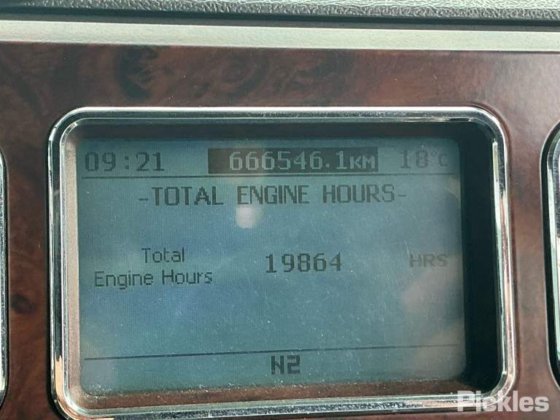 09:21 666546.1KM 18°C
-TOTAL ENGINE HOURS-
Total
Engine Hours 19864 HRS
N2
Pickles